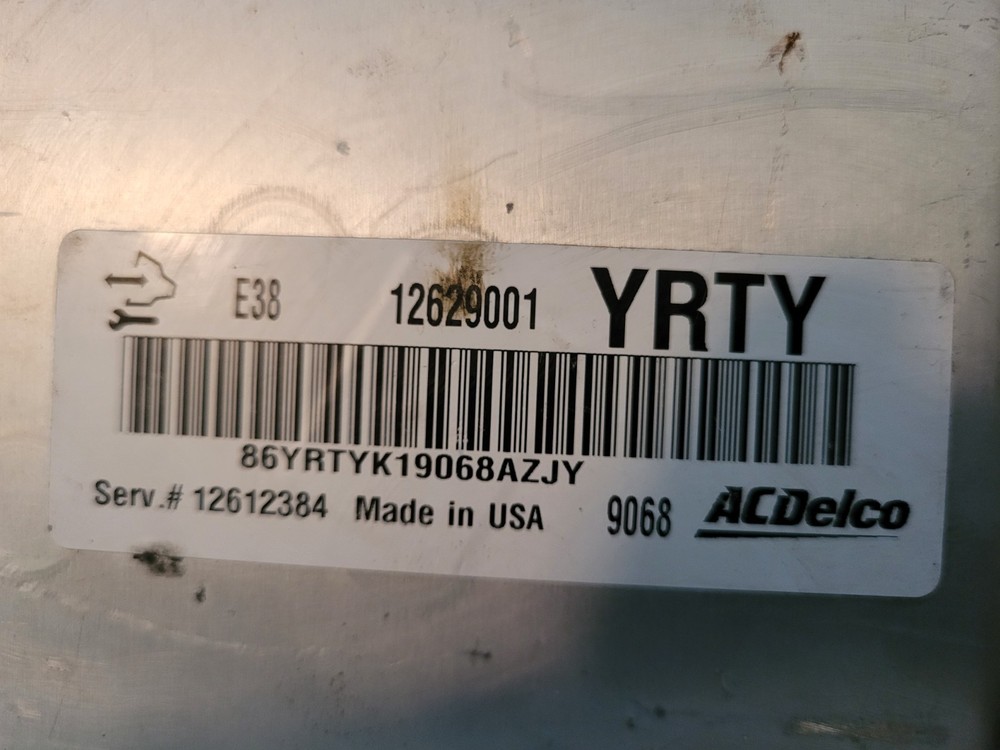 E38 12629001 YRTY
86YRTYK19068AZJY
Serv.# 12612384 Made in USA 9068 ACDelco